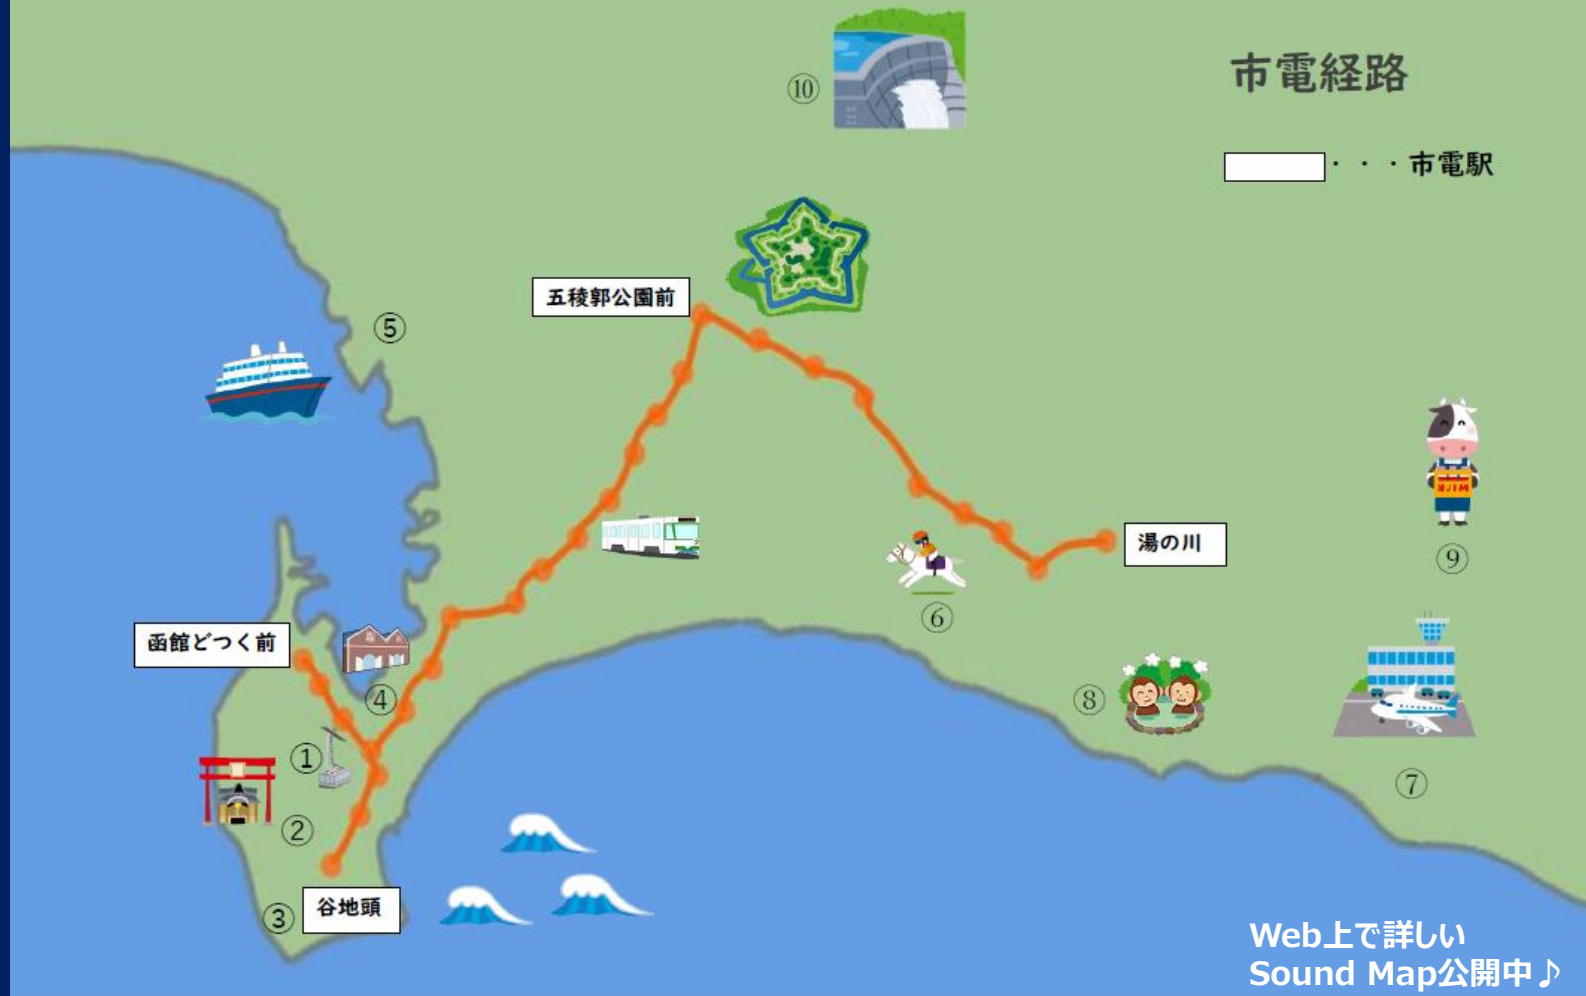 市電経路
・・・市電駅
⑩
五稜郭公園前
⑤
湯の川
⑨
⑥
函館どつく前
④
⑧
①
⑦
②
谷地頭
③
Web上で詳しい
Sound Map公開中♪